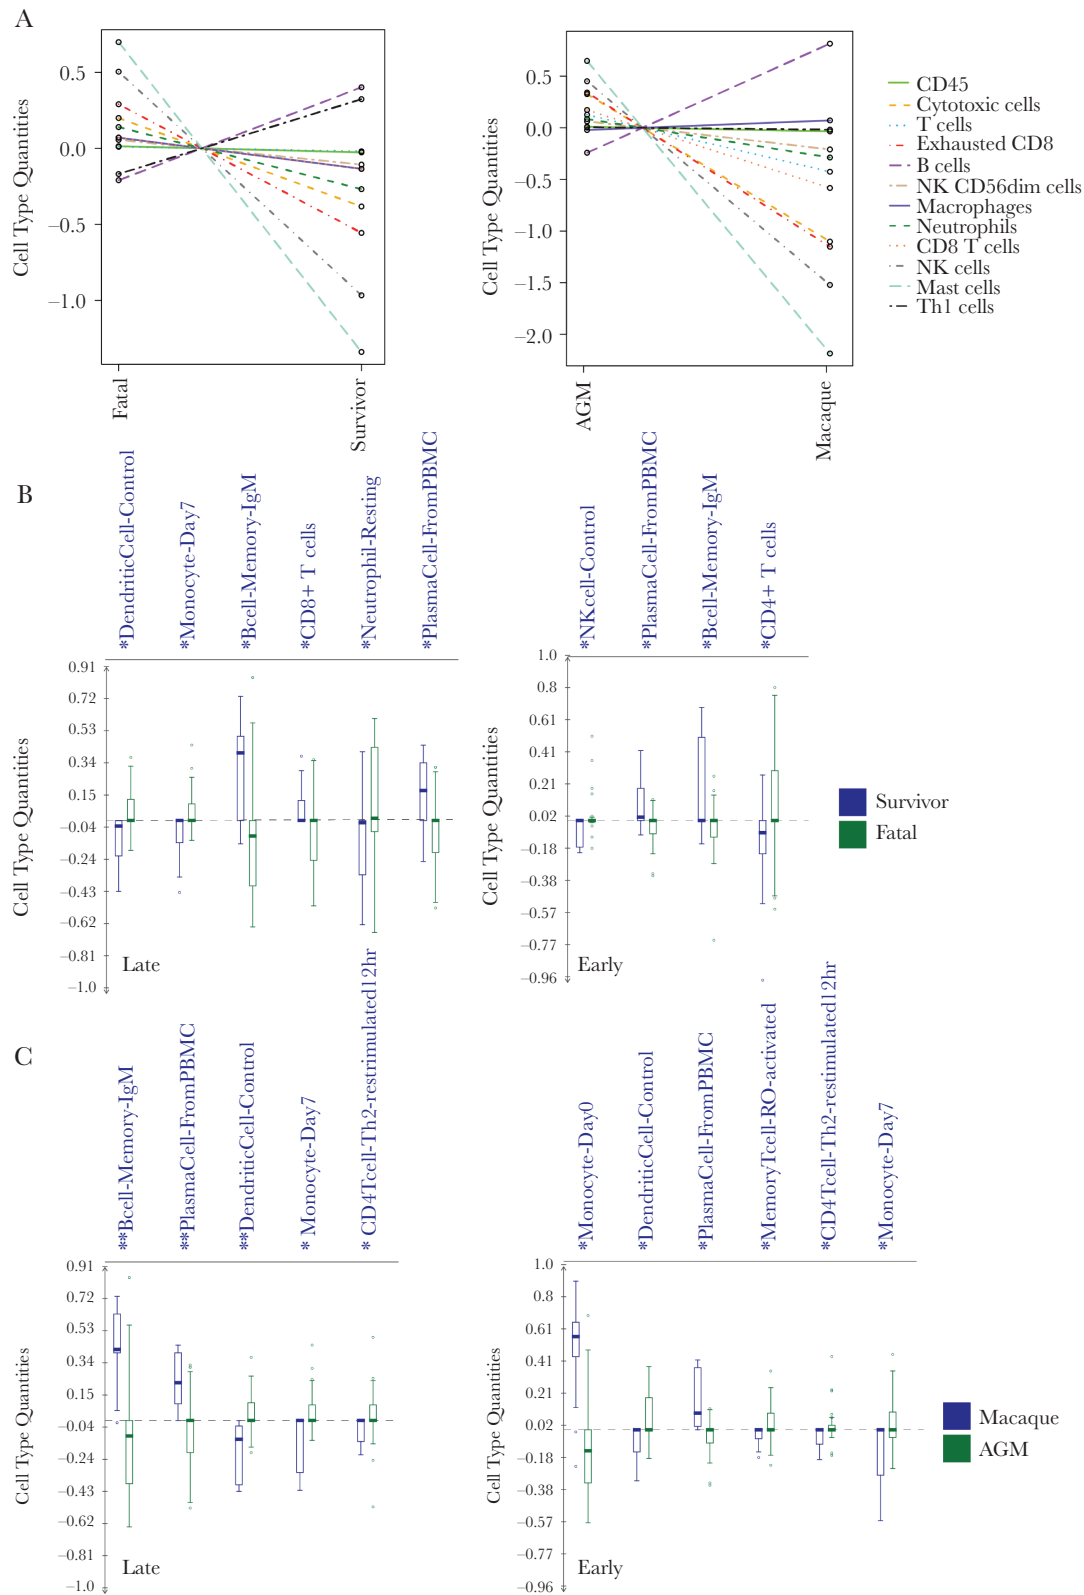 A
Cell Type Quantities
0.5
0.0
−0.5
−1.0
Fatal
Survivor
Cell Type Quantities
0.5
0.0
−0.5
−1.0
−1.5
−2.0
AGM
Macaque
CD45
Cytotoxic cells
T cells
Exhausted CD8
B cells
NK CD56dim cells
Macrophages
Neutrophils
CD8 T cells
NK cells
Mast cells
Th1 cells
B
*DendriticCell-Control
*Monocyte-Day7
*Bcell-Memory-IgM
*CD8+ T cells
*Neutrophil-Resting
*PlasmaCell-FromPBMC
Cell Type Quantities
0.91
0.72
0.53
0.34
0.15
−0.04
−0.24
−0.43
−0.62
−0.81
−1.0
Late
*NKcell-Control
*PlasmaCell-FromPBMC
*Bcell-Memory-IgM
*CD4+ T cells
Cell Type Quantities
1.0
0.8
0.61
0.41
0.21
0.02
−0.18
−0.38
−0.57
−0.77
−0.96
Early
Survivor
Fatal
C
**Bcell-Memory-IgM
**PlasmaCell-FromPBMC
**DendriticCell-Control
* Monocyte-Day7
* CD4Tcell-Th2-restrimulated12hr
Cell Type Quantities
0.91
0.72
0.53
0.34
0.15
−0.04
−0.24
−0.43
−0.62
−0.81
−1.0
Late
*Monocyte-Day0
*DendriticCell-Control
*PlasmaCell-FromPBMC
*MemoryTcell-RO-activated
*CD4Tcell-Th2-restimulated12hr
*Monocyte-Day7
Cell Type Quantities
1.0
0.8
0.61
0.41
0.21
0.02
−0.18
−0.38
−0.57
−0.77
−0.96
Early
Macaque
AGM